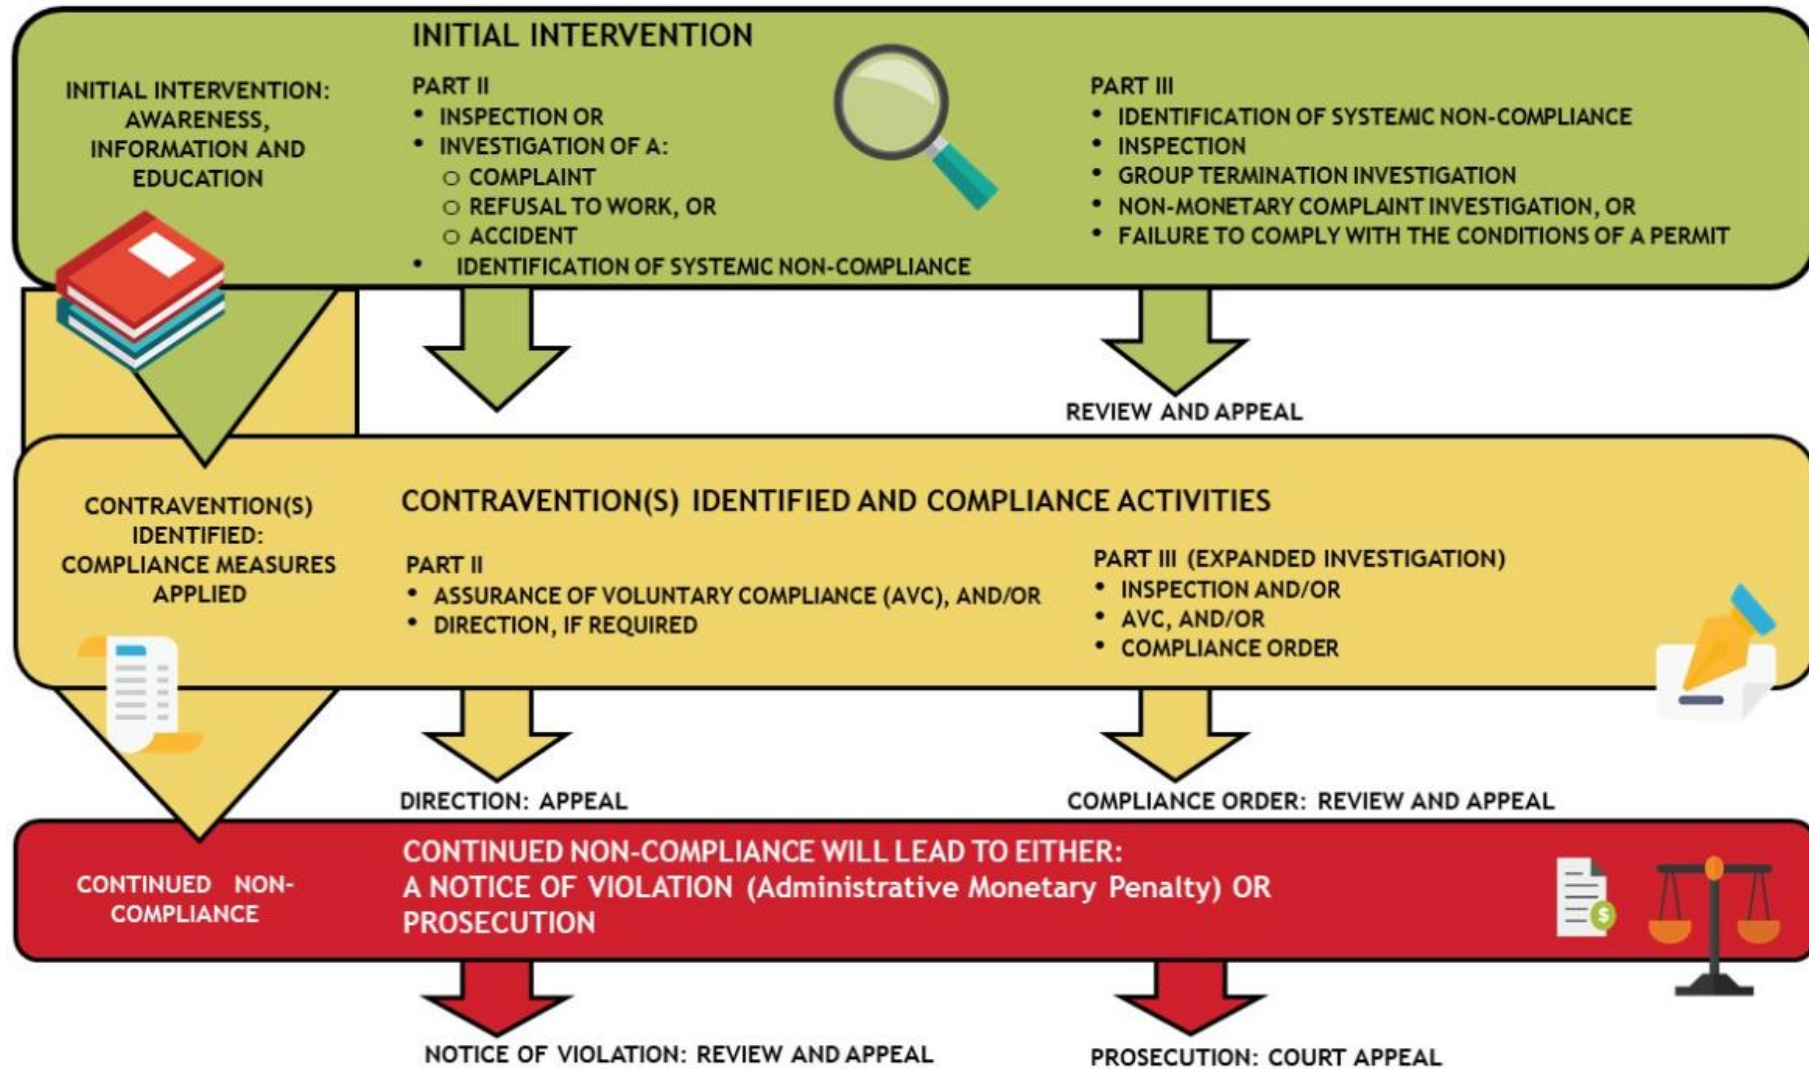 INITIAL INTERVENTION:
AWARENESS,
INFORMATION AND
EDUCATION
INITIAL INTERVENTION
PART II
• INSPECTION OR
• INVESTIGATION OF A:
○ COMPLAINT
○ REFUSAL TO WORK, OR
○ ACCIDENT
• IDENTIFICATION OF SYSTEMIC NON-COMPLIANCE
PART III
• IDENTIFICATION OF SYSTEMIC NON-COMPLIANCE
• INSPECTION
• GROUP TERMINATION INVESTIGATION
• NON-MONETARY COMPLAINT INVESTIGATION, OR
• FAILURE TO COMPLY WITH THE CONDITIONS OF A PERMIT
REVIEW AND APPEAL
CONTRAVENTION(S)
IDENTIFIED:
COMPLIANCE MEASURES
APPLIED
CONTRAVENTION(S) IDENTIFIED AND COMPLIANCE ACTIVITIES
PART II
• ASSURANCE OF VOLUNTARY COMPLIANCE (AVC), AND/OR
• DIRECTION, IF REQUIRED
PART III (EXPANDED INVESTIGATION)
• INSPECTION AND/OR
• AVC, AND/OR
• COMPLIANCE ORDER
DIRECTION: APPEAL
COMPLIANCE ORDER: REVIEW AND APPEAL
CONTINUED NON-
COMPLIANCE
CONTINUED NON-COMPLIANCE WILL LEAD TO EITHER:
A NOTICE OF VIOLATION (Administrative Monetary Penalty) OR
PROSECUTION
$
NOTICE OF VIOLATION: REVIEW AND APPEAL
PROSECUTION: COURT APPEAL